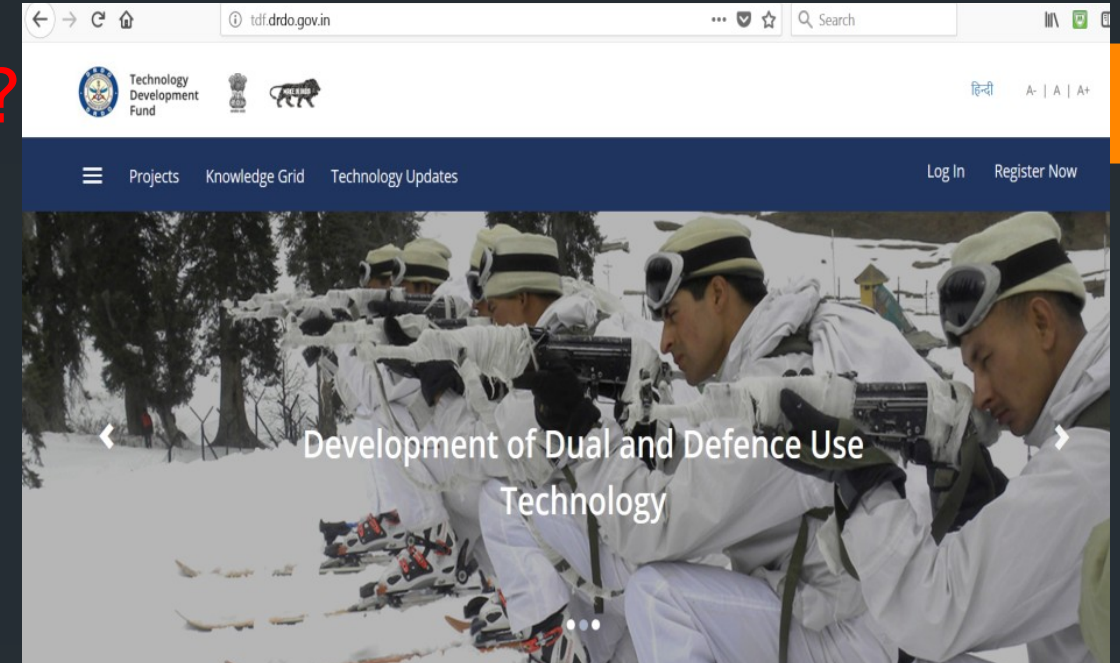 tdf.drdo.gov.in
Search
?
Technology
Development
Fund
हिन्दी A- | A | A+
Projects Knowledge Grid Technology Updates
Log In Register Now
Development of Dual and Defence Use
Technology